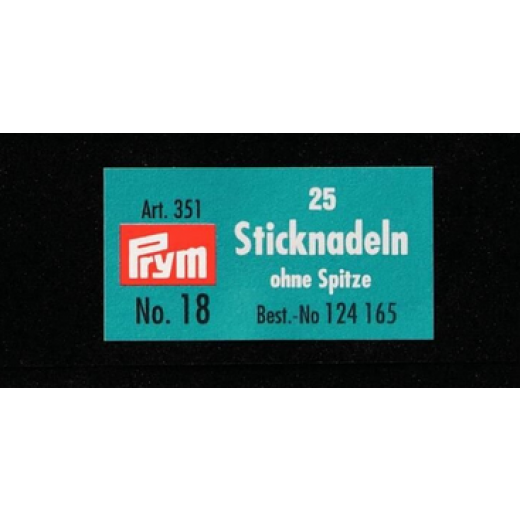 Art. 351
Prym
No. 18
25
Sticknadeln
ohne Spitze
Best.-No 124 165